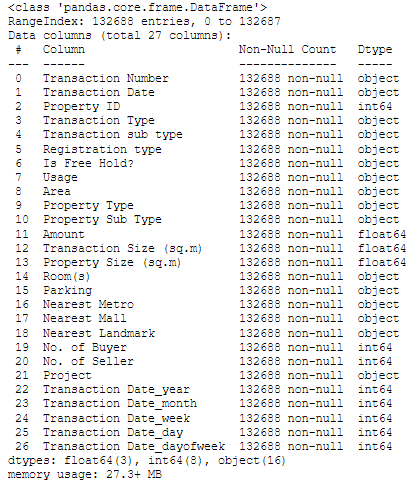 <class 'pandas.core.frame.DataFrame'>
RangeIndex: 132688 entries, 0 to 132687
Data columns (total 27 columns):
 #   Column                     Non-Null Count   Dtype
---  ------                     --------------   -----
 0   Transaction Number         132688 non-null  object
 1   Transaction Date           132688 non-null  object
 2   Property ID                132688 non-null  int64
 3   Transaction Type           132688 non-null  object
 4   Transaction sub type       132688 non-null  object
 5   Registration type          132688 non-null  object
 6   Is Free Hold?              132688 non-null  object
 7   Usage                      132688 non-null  object
 8   Area                       132688 non-null  object
 9   Property Type              132688 non-null  object
 10  Property Sub Type          132688 non-null  object
 11  Amount                     132688 non-null  float64
 12  Transaction Size (sq.m)    132688 non-null  float64
 13  Property Size (sq.m)       132688 non-null  float64
 14  Room(s)                    132688 non-null  object
 15  Parking                    132688 non-null  object
 16  Nearest Metro              132688 non-null  object
 17  Nearest Mall               132688 non-null  object
 18  Nearest Landmark           132688 non-null  object
 19  No. of Buyer               132688 non-null  int64
 20  No. of Seller              132688 non-null  int64
 21  Project                    132688 non-null  object
 22  Transaction Date_year      132688 non-null  int64
 23  Transaction Date_month     132688 non-null  int64
 24  Transaction Date_week      132688 non-null  int64
 25  Transaction Date_day       132688 non-null  int64
 26  Transaction Date_dayofweek 132688 non-null  int64
dtypes: float64(3), int64(8), object(16)
memory usage: 27.3+ MB